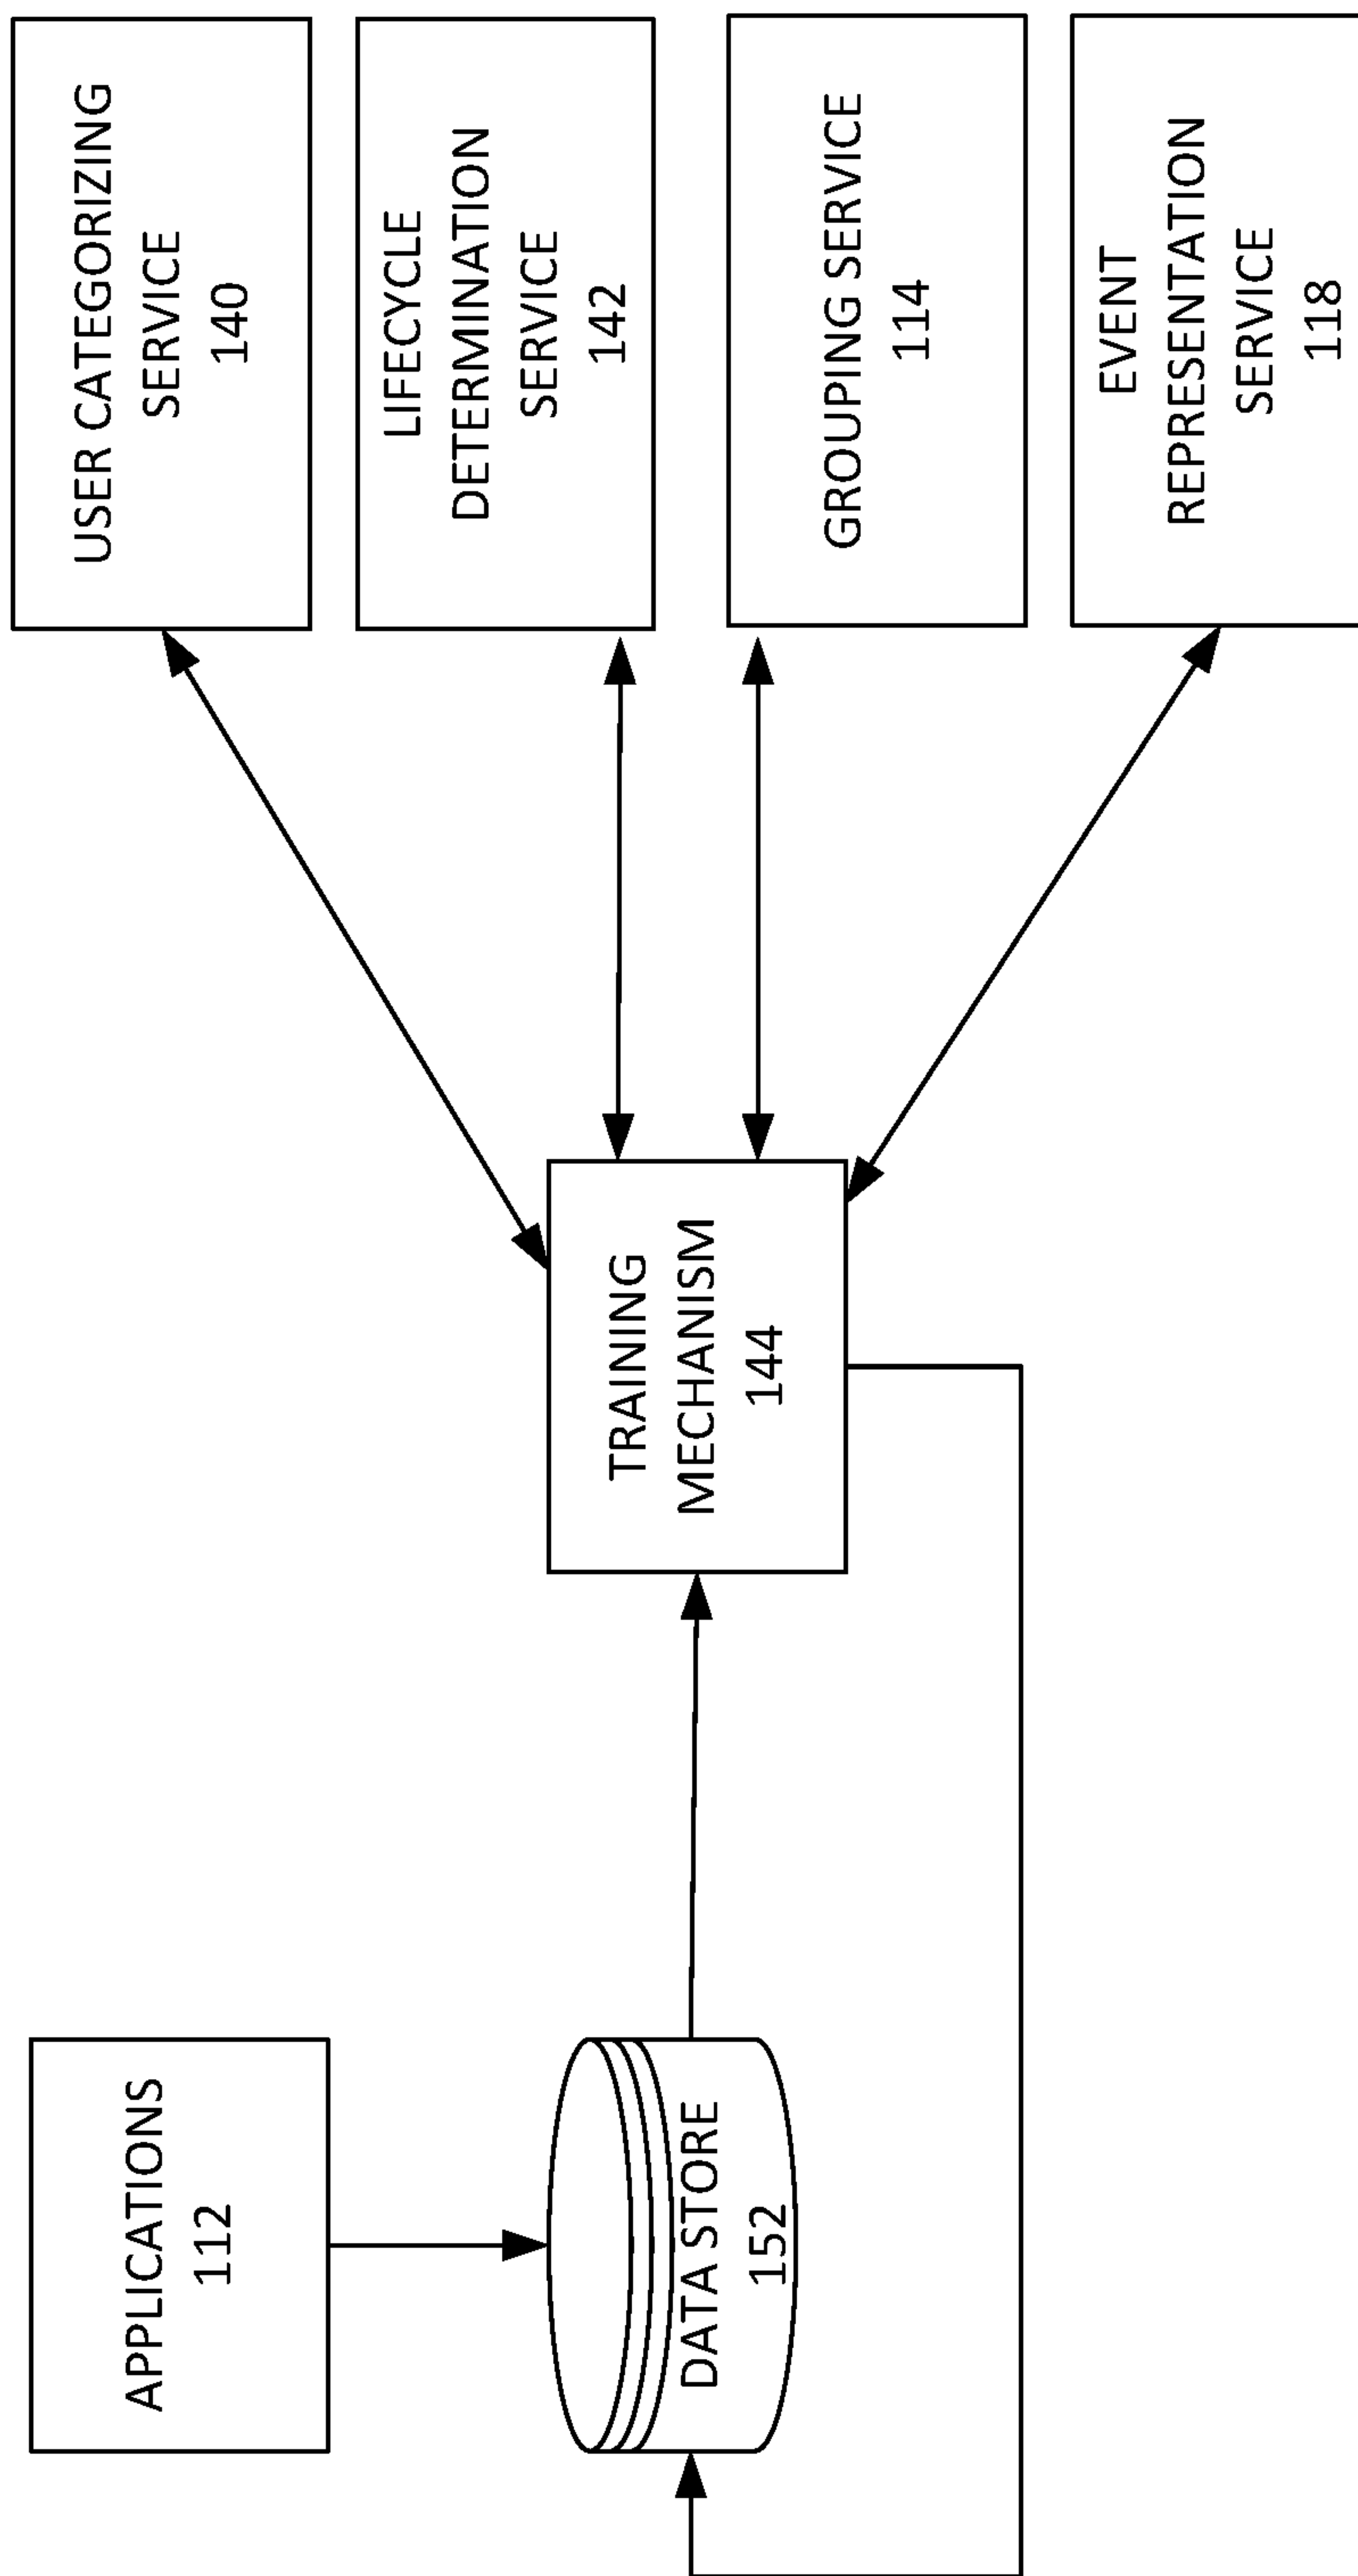 APPLICATIONS
112
DATA STORE
152
TRAINING
MECHANISM
144
USER CATEGORIZING
SERVICE
140
LIFECYCLE
DETERMINATION
SERVICE
142
GROUPING SERVICE
114
EVENT
REPRESENTATION
SERVICE
118